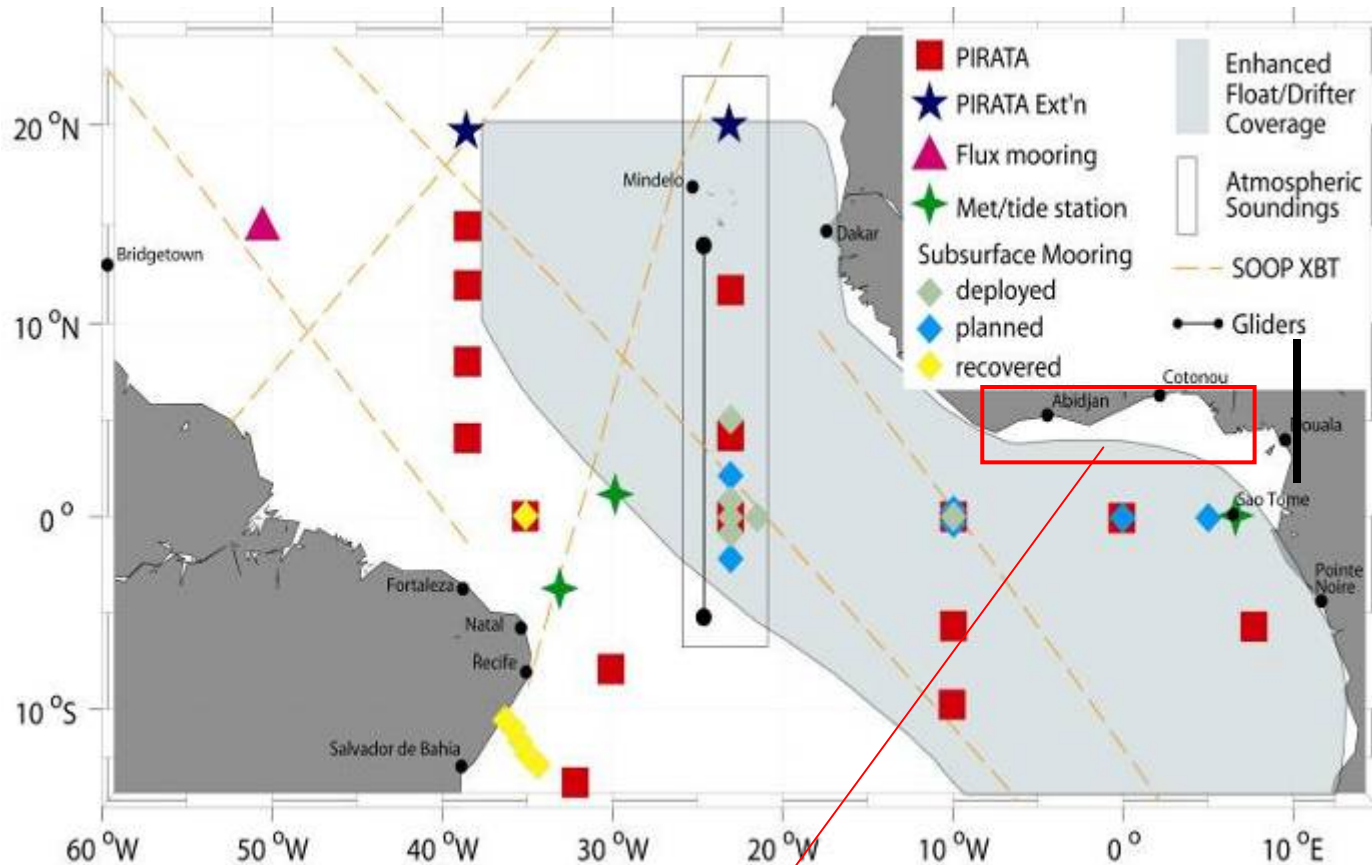 PIRATA
PIRATA Ext'n
Flux mooring
Met/tide station
Subsurface Mooring
deployed
planned
recovered
Enhanced
Float/Drifter
Coverage
Atmospheric
Soundings
SOOP XBT
Gliders
20 °N
10 °N
0 °
10 °S
Mindelo
Dakar
Bridgetown
Cotonou
Abidjan
Douala
Sao Tome
Pointe
Noire
Fortaleza
Natal
Recife
Salvador de Bahia
60 °W
50 °W
40 °W
30 °W
20 °W
10 °W
0 °
10 °E